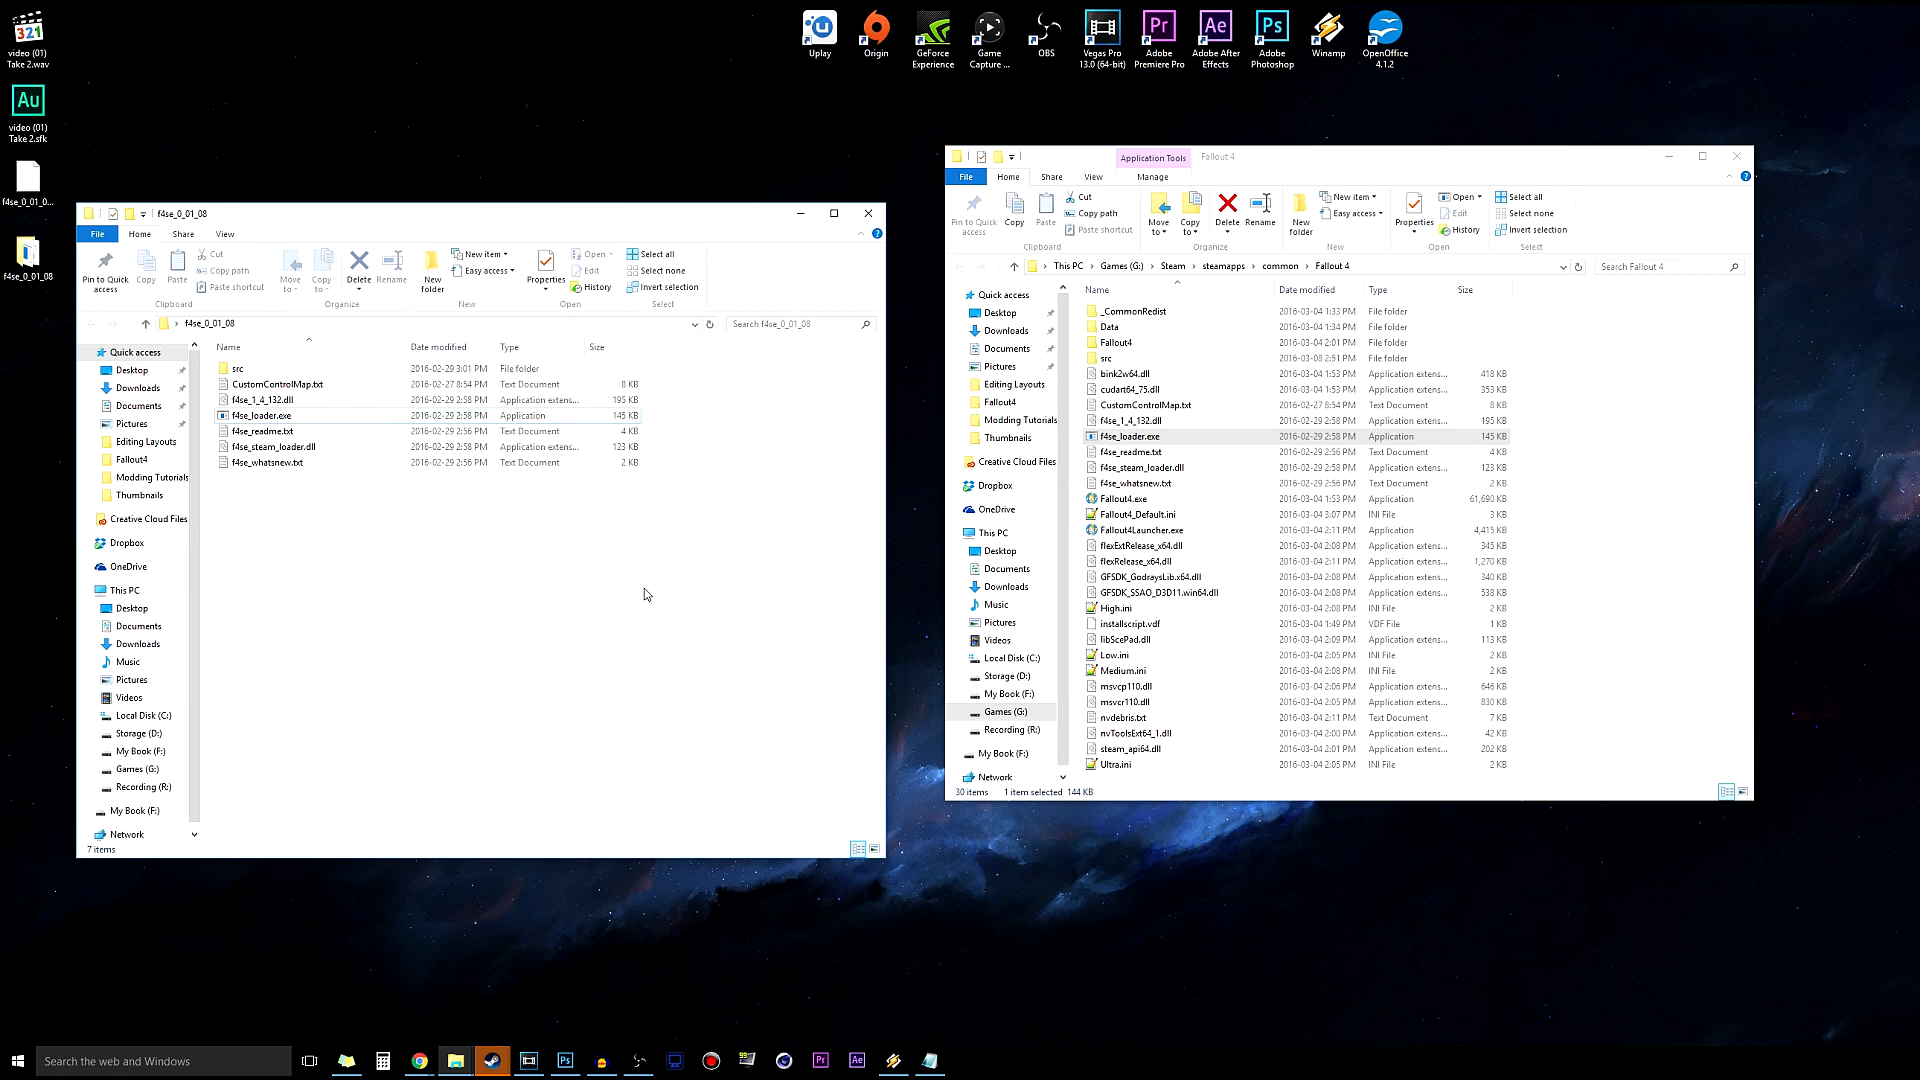 video (01)
Take 2.wav
Au
video (01)
Take 2.sfk
f4se_0_01_0...
f4se_0_01_08
Uplay
Origin
GeForce
Experience
Game
Capture ...
OBS
Vegas Pro
13.0 (64-bit)
Pr
Adobe
Premiere Pro
Ae
Adobe After
Effects
Ps
Adobe
Photoshop
Winamp
OpenOffice
4.1.2
f4se_0_01_08
File
Home
Share
View
Pin to Quick
access
Copy
Paste
Cut
Copy path
Paste shortcut
Clipboard
Move
to
Copy
to
Delete
Rename
Organize
New
folder
New item
Easy access
New
Properties
Open
Edit
History
Open
Select all
Select none
Invert selection
Select
f4se_0_01_08
Search f4se_0_01_08
Quick access
Desktop
Downloads
Documents
Pictures
Editing Layouts
Fallout4
Modding Tutorials
Thumbnails
Creative Cloud Files
Dropbox
OneDrive
This PC
Desktop
Documents
Downloads
Music
Pictures
Videos
Local Disk (C:)
Storage (D:)
My Book (F:)
Games (G:)
Recording (R:)
My Book (F:)
Network
Name Date modified Type Size
src 2016-02-29 3:01 PM File folder
CustomControlMap.txt 2016-02-27 8:54 PM Text Document 8 KB
f4se_1_4_132.dll 2016-02-29 2:58 PM Application extens... 195 KB
f4se_loader.exe 2016-02-29 2:58 PM Application 145 KB
f4se_readme.txt 2016-02-29 2:56 PM Text Document 4 KB
f4se_steam_loader.dll 2016-02-29 2:58 PM Application extens... 123 KB
f4se_whatsnew.txt 2016-02-29 2:56 PM Text Document 2 KB
7 items
Application Tools
Fallout 4
File
Home
Share
View
Manage
Pin to Quick
access
Copy
Paste
Cut
Copy path
Paste shortcut
Clipboard
Move
to
Copy
to
Delete
Rename
Organize
New
folder
New item
Easy access
New
Properties
Open
Edit
History
Open
Select all
Select none
Invert selection
Select
This PC > Games (G:) > Steam > steamapps > common > Fallout 4
Search Fallout 4
Quick access
Desktop
Downloads
Documents
Pictures
Editing Layouts
Fallout4
Modding Tutorials
Thumbnails
Creative Cloud Files
Dropbox
OneDrive
This PC
Desktop
Documents
Downloads
Music
Pictures
Videos
Local Disk (C:)
Storage (D:)
My Book (F:)
Games (G:)
Recording (R:)
My Book (F:)
Network
Name Date modified Type Size
_CommonRedist 2016-03-04 1:33 PM File folder
Data 2016-03-04 1:34 PM File folder
Fallout4 2016-03-04 2:01 PM File folder
src 2016-03-08 2:51 PM File folder
bink2w64.dll 2016-03-04 1:53 PM Application extens... 418 KB
cudart64_75.dll 2016-03-04 1:53 PM Application extens... 353 KB
CustomControlMap.txt 2016-02-27 8:54 PM Text Document 8 KB
f4se_1_4_132.dll 2016-02-29 2:58 PM Application extens... 195 KB
f4se_loader.exe 2016-02-29 2:58 PM Application 145 KB
f4se_readme.txt 2016-02-29 2:56 PM Text Document 4 KB
f4se_steam_loader.dll 2016-02-29 2:58 PM Application extens... 123 KB
f4se_whatsnew.txt 2016-02-29 2:56 PM Text Document 2 KB
Fallout4.exe 2016-03-04 1:53 PM Application 61,690 KB
Fallout4_Default.ini 2016-03-04 3:07 PM INI File 3 KB
Fallout4Launcher.exe 2016-03-04 2:11 PM Application 4,415 KB
flexExtRelease_x64.dll 2016-03-04 2:08 PM Application extens... 345 KB
flexRelease_x64.dll 2016-03-04 2:11 PM Application extens... 1,270 KB
GFSDK_GodraysLib.x64.dll 2016-03-04 2:08 PM Application extens... 340 KB
GFSDK_SSAO_D3D11.win64.dll 2016-03-04 2:08 PM Application extens... 538 KB
High.ini 2016-03-04 2:08 PM INI File 2 KB
installscript.vdf 2016-03-04 1:49 PM VDF File 1 KB
libScePad.dll 2016-03-04 2:09 PM Application extens... 113 KB
Low.ini 2016-03-04 2:05 PM INI File 2 KB
Medium.ini 2016-03-04 2:08 PM INI File 2 KB
msvcp110.dll 2016-03-04 2:06 PM Application extens... 646 KB
msvcr110.dll 2016-03-04 2:05 PM Application extens... 830 KB
nvdebris.txt 2016-03-04 2:11 PM Text Document 7 KB
nvToolsExt64_1.dll 2016-03-04 2:00 PM Application extens... 42 KB
steam_api64.dll 2016-03-04 2:01 PM Application extens... 202 KB
Ultra.ini 2016-03-04 2:05 PM INI File 2 KB
30 items 1 item selected 144 KB
Search the web and Windows
Ps
99
Pr
Ae